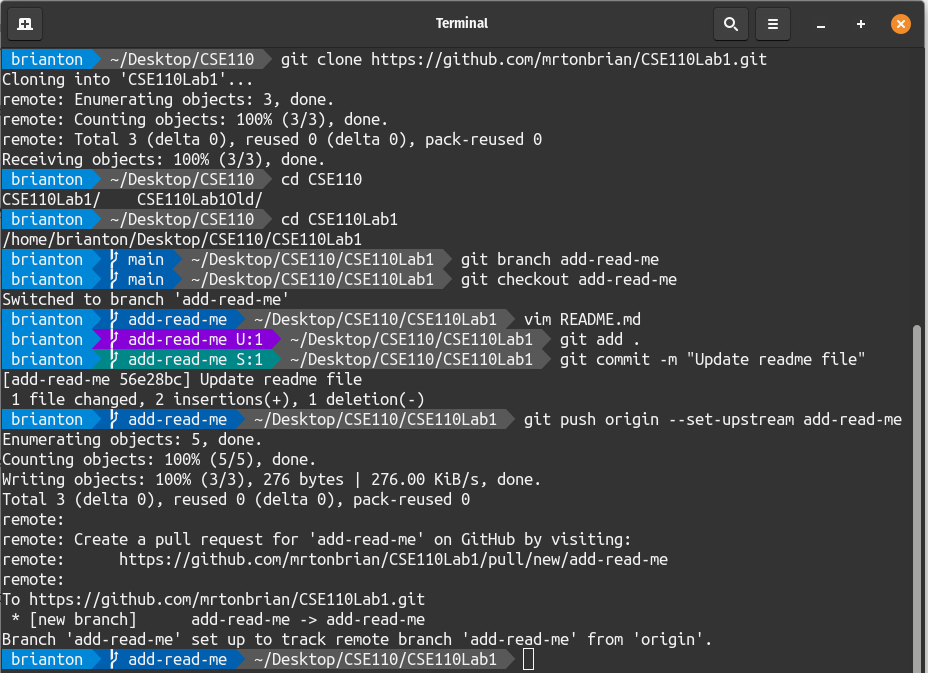 Terminal
brianton ~/Desktop/CSE110 git clone https://github.com/mrtonbrian/CSE110Lab1.git
Cloning into 'CSE110Lab1'...
remote: Enumerating objects: 3, done.
remote: Counting objects: 100% (3/3), done.
remote: Total 3 (delta 0), reused 0 (delta 0), pack-reused 0
Receiving objects: 100% (3/3), done.
brianton ~/Desktop/CSE110 cd CSE110
CSE110Lab1/    CSE110Lab1Old/
brianton ~/Desktop/CSE110 cd CSE110Lab1
/home/brianton/Desktop/CSE110/CSE110Lab1
brianton main ~/Desktop/CSE110/CSE110Lab1 git branch add-read-me
brianton main ~/Desktop/CSE110/CSE110Lab1 git checkout add-read-me
Switched to branch 'add-read-me'
brianton add-read-me ~/Desktop/CSE110/CSE110Lab1 vim README.md
brianton add-read-me U:1 ~/Desktop/CSE110/CSE110Lab1 git add .
brianton add-read-me S:1 ~/Desktop/CSE110/CSE110Lab1 git commit -m "Update readme file"
[add-read-me 56e28bc] Update readme file
 1 file changed, 2 insertions(+), 1 deletion(-)
brianton add-read-me ~/Desktop/CSE110/CSE110Lab1 git push origin --set-upstream add-read-me
Enumerating objects: 5, done.
Counting objects: 100% (5/5), done.
Writing objects: 100% (3/3), 276 bytes | 276.00 KiB/s, done.
Total 3 (delta 0), reused 0 (delta 0), pack-reused 0
remote:
remote: Create a pull request for 'add-read-me' on GitHub by visiting:
remote:      https://github.com/mrtonbrian/CSE110Lab1/pull/new/add-read-me
remote:
To https://github.com/mrtonbrian/CSE110Lab1.git
 * [new branch]      add-read-me -> add-read-me
Branch 'add-read-me' set up to track remote branch 'add-read-me' from 'origin'.
brianton add-read-me ~/Desktop/CSE110/CSE110Lab1